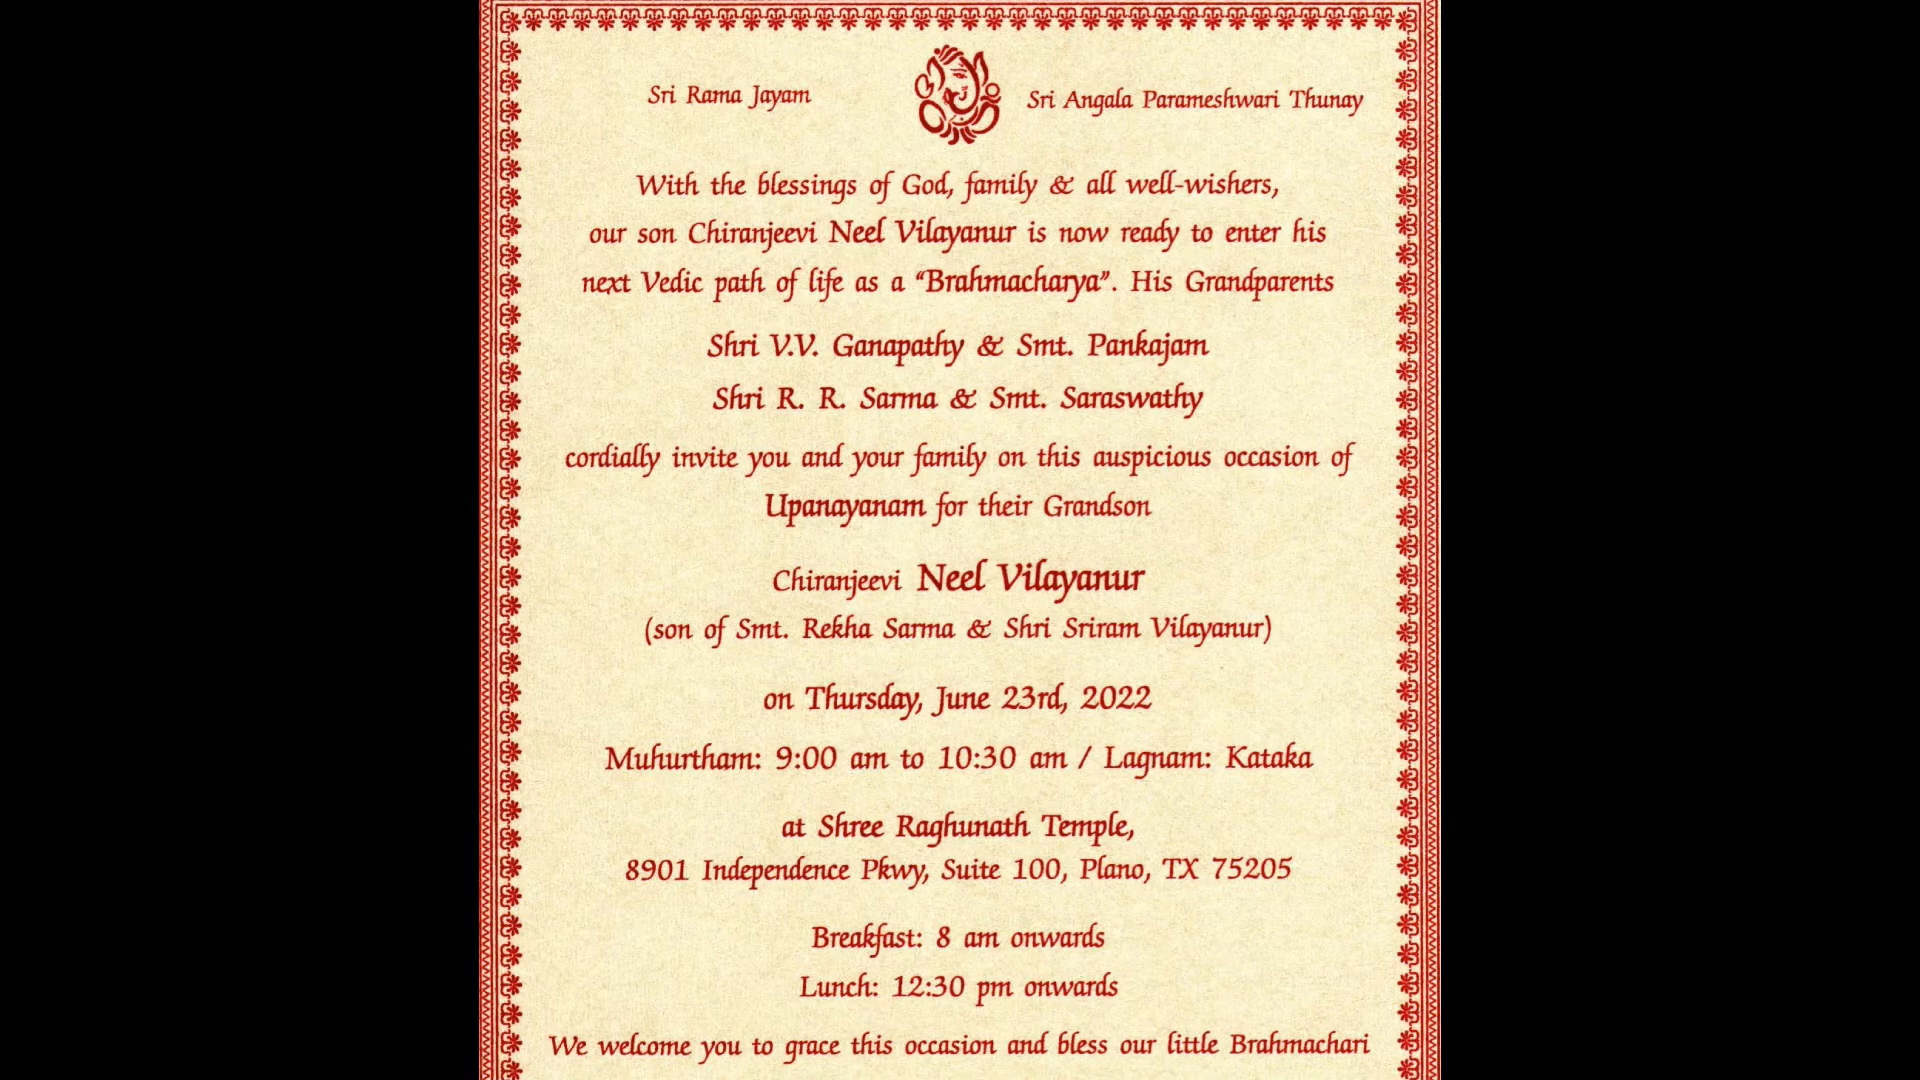 Sri Rama Jayam
Sri Angala Parameshwari Thunay
With the blessings of God, family & all well-wishers,
our son Chiranjeevi Neel Vilayanur is now ready to enter his
next Vedic path of life as a “Brahmacharya”. His Grandparents
Shri V.V. Ganapathy & Smt. Pankajam
Shri R. R. Sarma & Smt. Saraswathy
cordially invite you and your family on this auspicious occasion of
Upanayanam for their Grandson
Chiranjeevi Neel Vilayanur
(son of Smt. Rekha Sarma & Shri Sriram Vilayanur)
on Thursday, June 23rd, 2022
Muhurtham: 9:00 am to 10:30 am / Lagnam: Kataka
at Shree Raghunath Temple,
8901 Independence Pkwy, Suite 100, Plano, TX 75205
Breakfast: 8 am onwards
Lunch: 12:30 pm onwards
We welcome you to grace this occasion and bless our little Brahmachari